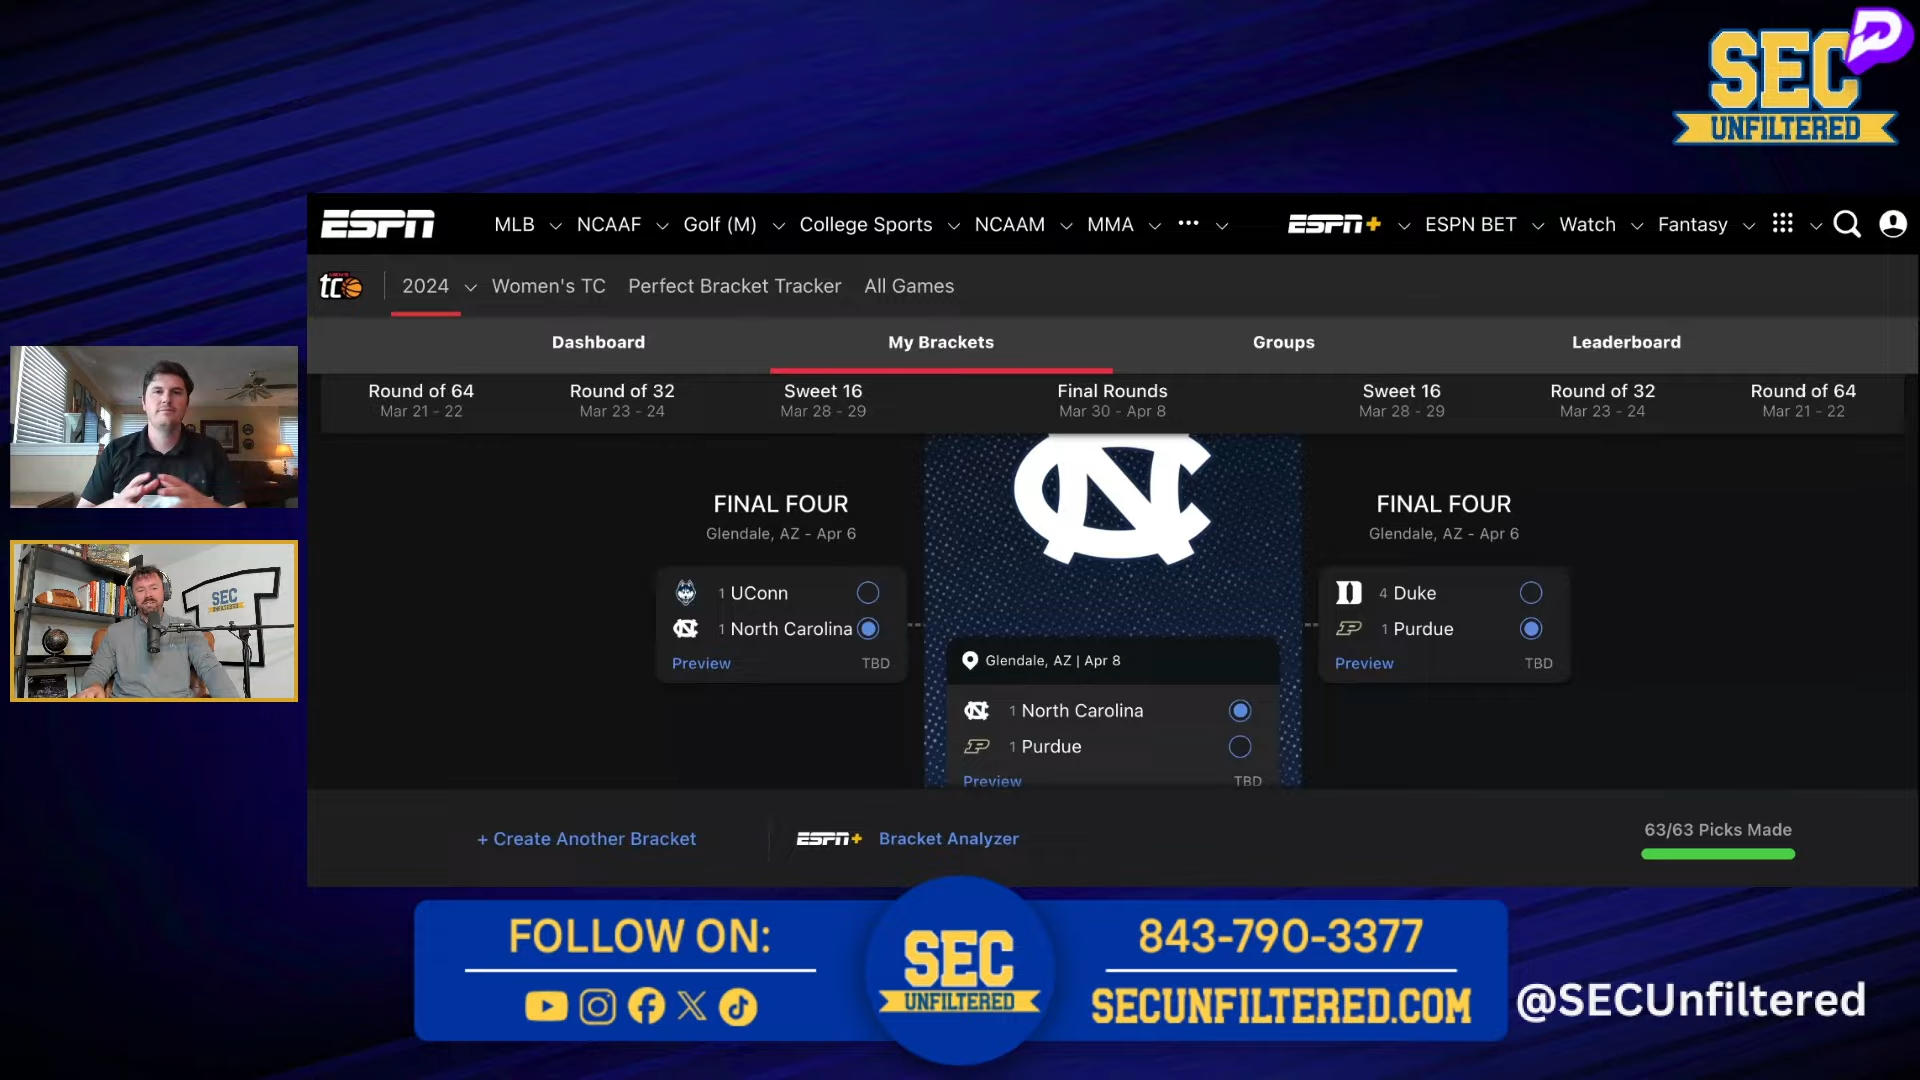 SEC
UNFILTERED
ESPN MLB NCAAF Golf (M) College Sports NCAAM MMA ESPN+ ESPN BET Watch Fantasy
tc 2024 Women's TC Perfect Bracket Tracker All Games
Dashboard My Brackets Groups Leaderboard
Round of 64 Round of 32 Sweet 16 Final Rounds Sweet 16 Round of 32 Round of 64
Mar 21 - 22 Mar 23 - 24 Mar 28 - 29 Mar 30 - Apr 8 Mar 28 - 29 Mar 23 - 24 Mar 21 - 22
NC
FINAL FOUR
Glendale, AZ - Apr 6
1 UConn
1 North Carolina
Preview TBD
Glendale, AZ | Apr 8
1 North Carolina
1 Purdue
Preview TBD
FINAL FOUR
Glendale, AZ - Apr 6
4 Duke
1 Purdue
Preview TBD
SEC
+ Create Another Bracket ESPN+ Bracket Analyzer
63/63 Picks Made
FOLLOW ON:
SEC
UNFILTERED
843-790-3377
SECUNFILTERED.COM
@SECUnfiltered